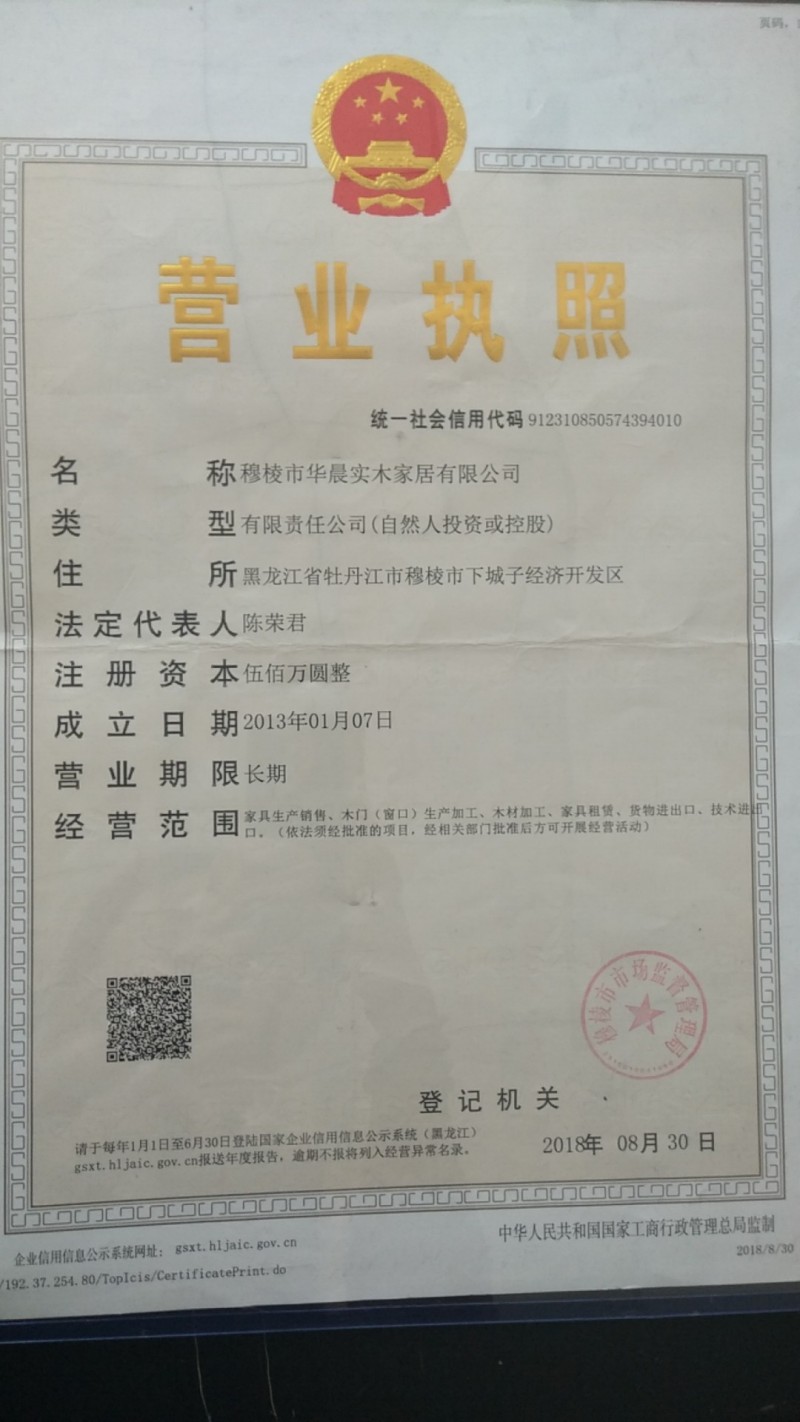 页码:
营业执照
统一社会信用代码 912310850574394010
名称 穆棱市华晨实木家居有限公司
类型 有限责任公司(自然人投资或控股)
住所 黑龙江省牡丹江市穆棱市下城子经济开发区
法定代表人 陈荣君
注册资本 伍佰万圆整
成立日期 2013年01月07日
营业期限 长期
经营范围 家具生产销售、木门（窗口）生产加工、木材加工、家具租赁、货物进出口、技术进出
口。（依法须经批准的项目，经相关部门批准后方可开展经营活动）
穆棱市市场监督管理局
登记机关
2018年 08月 30 日
请于每年1月1日至6月30日登陆国家企业信用信息公示系统（黑龙江）
gsxt.hljaic.gov.cn报送年度报告，逾期不报将列入经营异常名录。
企业信用信息公示系统网址： gsxt.hljaic.gov.cn
中华人民共和国国家工商行政管理总局监制
/192.37.254.80/TopIcis/CertificatePrint.do
2018/8/30